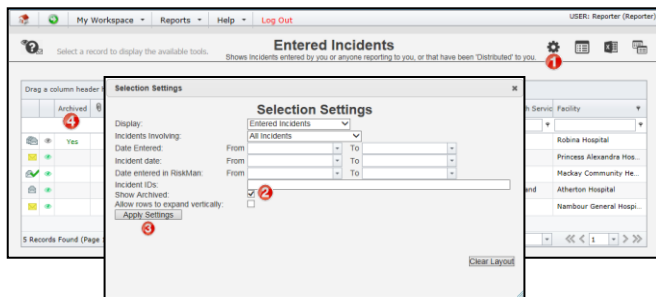 My Workspace Reports Help Log Out USER: Reporter (Reporter)
Select a record to display the available tools.
Entered Incidents
Shows Incidents entered by you or anyone reporting to you, or that have been 'Distributed' to you.
1
Drag a column header
Selection Settings
Selection Settings
Archived
4
Yes
Display: Entered Incidents
Incidents Involving: All Incidents
Date Entered: From To
Incident date: From To
Date entered in RiskMan: From To
Incident IDs:
Show Archived: 2
Allow rows to expand vertically:
Apply Settings
3
Clear Layout
h Servic Facility
Robina Hospital
Princess Alexandra Hos...
Mackay Community He...
and Atherton Hospital
Nambour General Hospi...
5 Records Found (Page 1
1